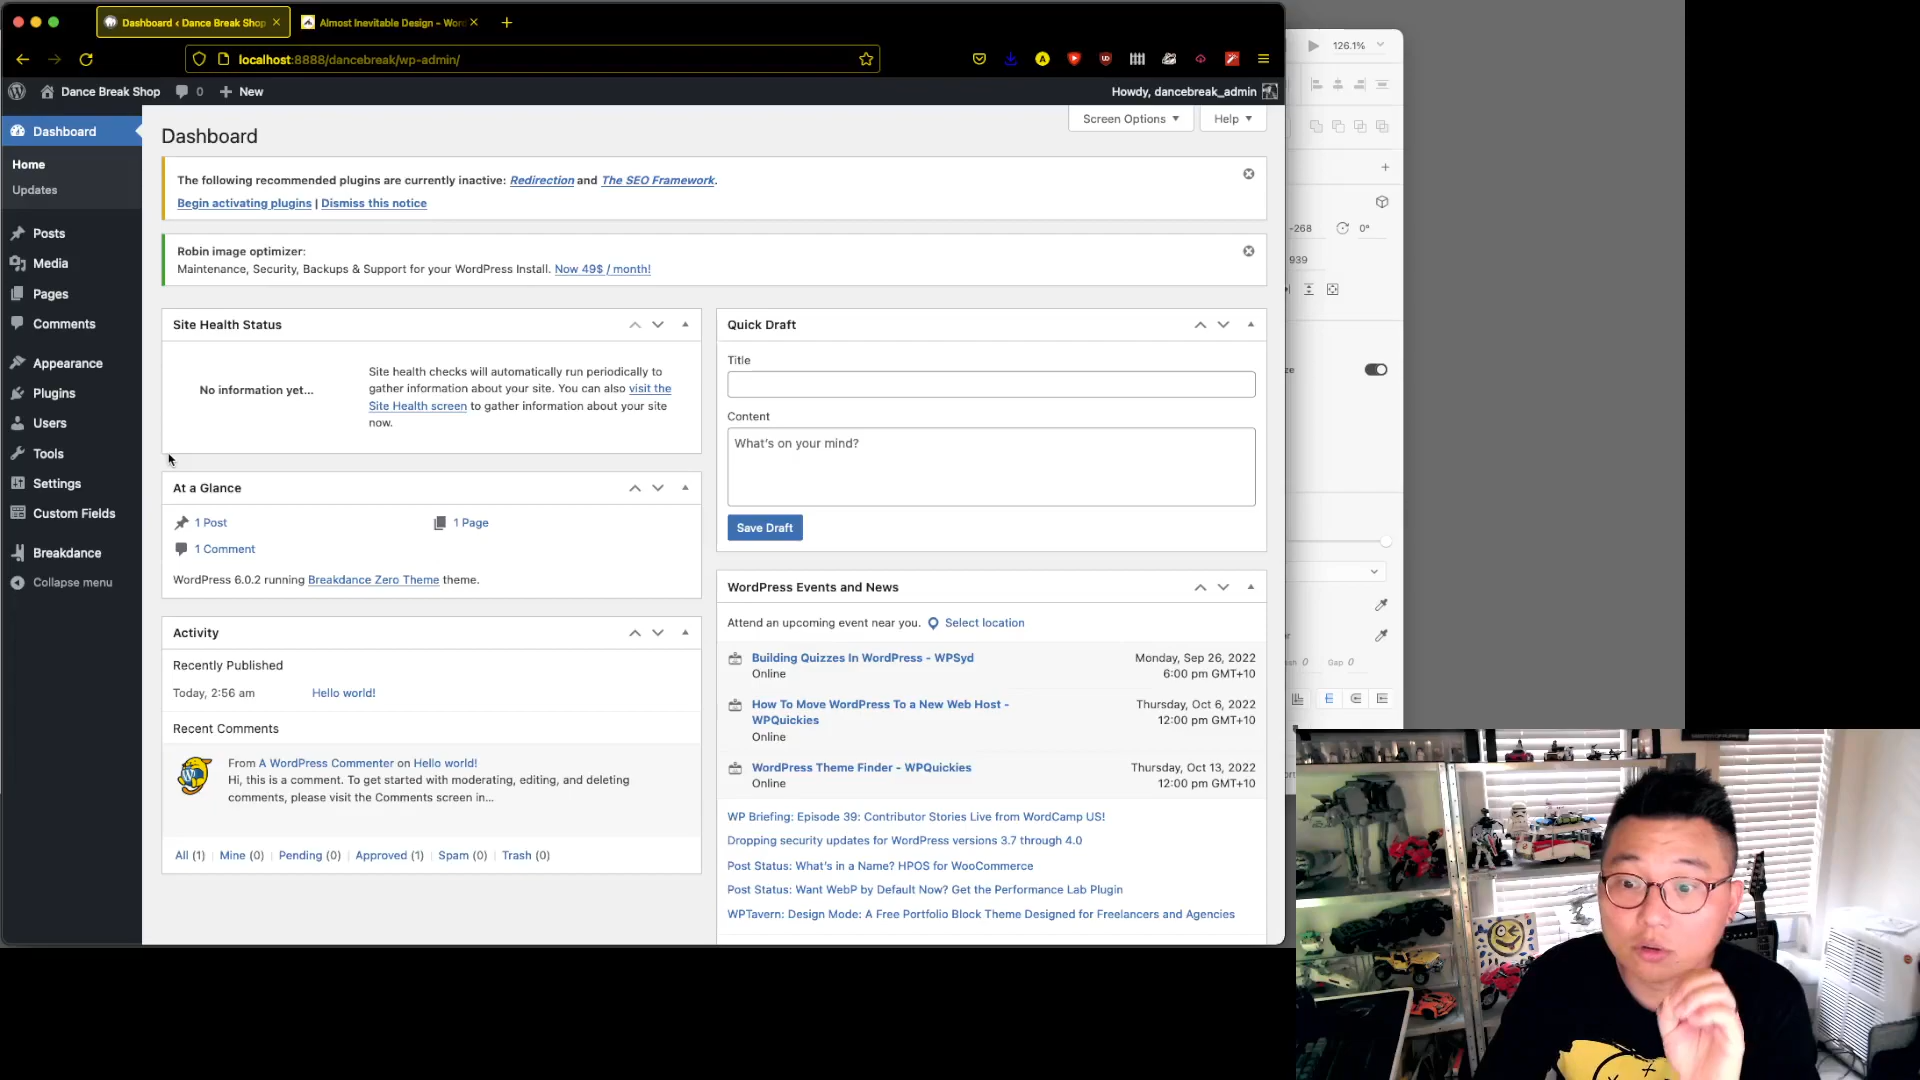 Dashboard ‹ Dance Break Shop
Almost Inevitable Design – Wor
localhost:8888/dancebreak/wp-admin/
126.1%
Dance Break Shop
0
New
Howdy, dancebreak_admin
Dashboard
Home
Updates
Posts
Media
Pages
Comments
Appearance
Plugins
Users
Tools
Settings
Custom Fields
Breakdance
Collapse menu
Dashboard
Screen Options
Help
The following recommended plugins are currently inactive: Redirection and The SEO Framework.
Begin activating plugins | Dismiss this notice
Robin image optimizer:
Maintenance, Security, Backups & Support for your WordPress Install. Now 49$ / month!
Site Health Status
No information yet...
Site health checks will automatically run periodically to
gather information about your site. You can also visit the
Site Health screen to gather information about your site
now.
At a Glance
1 Post
1 Page
1 Comment
WordPress 6.0.2 running Breakdance Zero Theme theme.
Activity
Recently Published
Today, 2:56 am
Hello world!
Recent Comments
From A WordPress Commenter on Hello world!
Hi, this is a comment. To get started with moderating, editing, and deleting
comments, please visit the Comments screen in...
All (1) | Mine (0) | Pending (0) | Approved (1) | Spam (0) | Trash (0)
Quick Draft
Title
Content
What's on your mind?
Save Draft
WordPress Events and News
Attend an upcoming event near you.
Select location
Building Quizzes In WordPress - WPSyd
Online
Monday, Sep 26, 2022
6:00 pm GMT+10
How To Move WordPress To a New Web Host -
WPQuickies
Online
Thursday, Oct 6, 2022
12:00 pm GMT+10
WordPress Theme Finder - WPQuickies
Online
Thursday, Oct 13, 2022
12:00 pm GMT+10
WP Briefing: Episode 39: Contributor Stories Live from WordCamp US!
Dropping security updates for WordPress versions 3.7 through 4.0
Post Status: What's in a Name? HPOS for WooCommerce
Post Status: Want WebP by Default Now? Get the Performance Lab Plugin
WPTavern: Design Mode: A Free Portfolio Block Theme Designed for Freelancers and Agencies
-268
0°
939
Gap 0